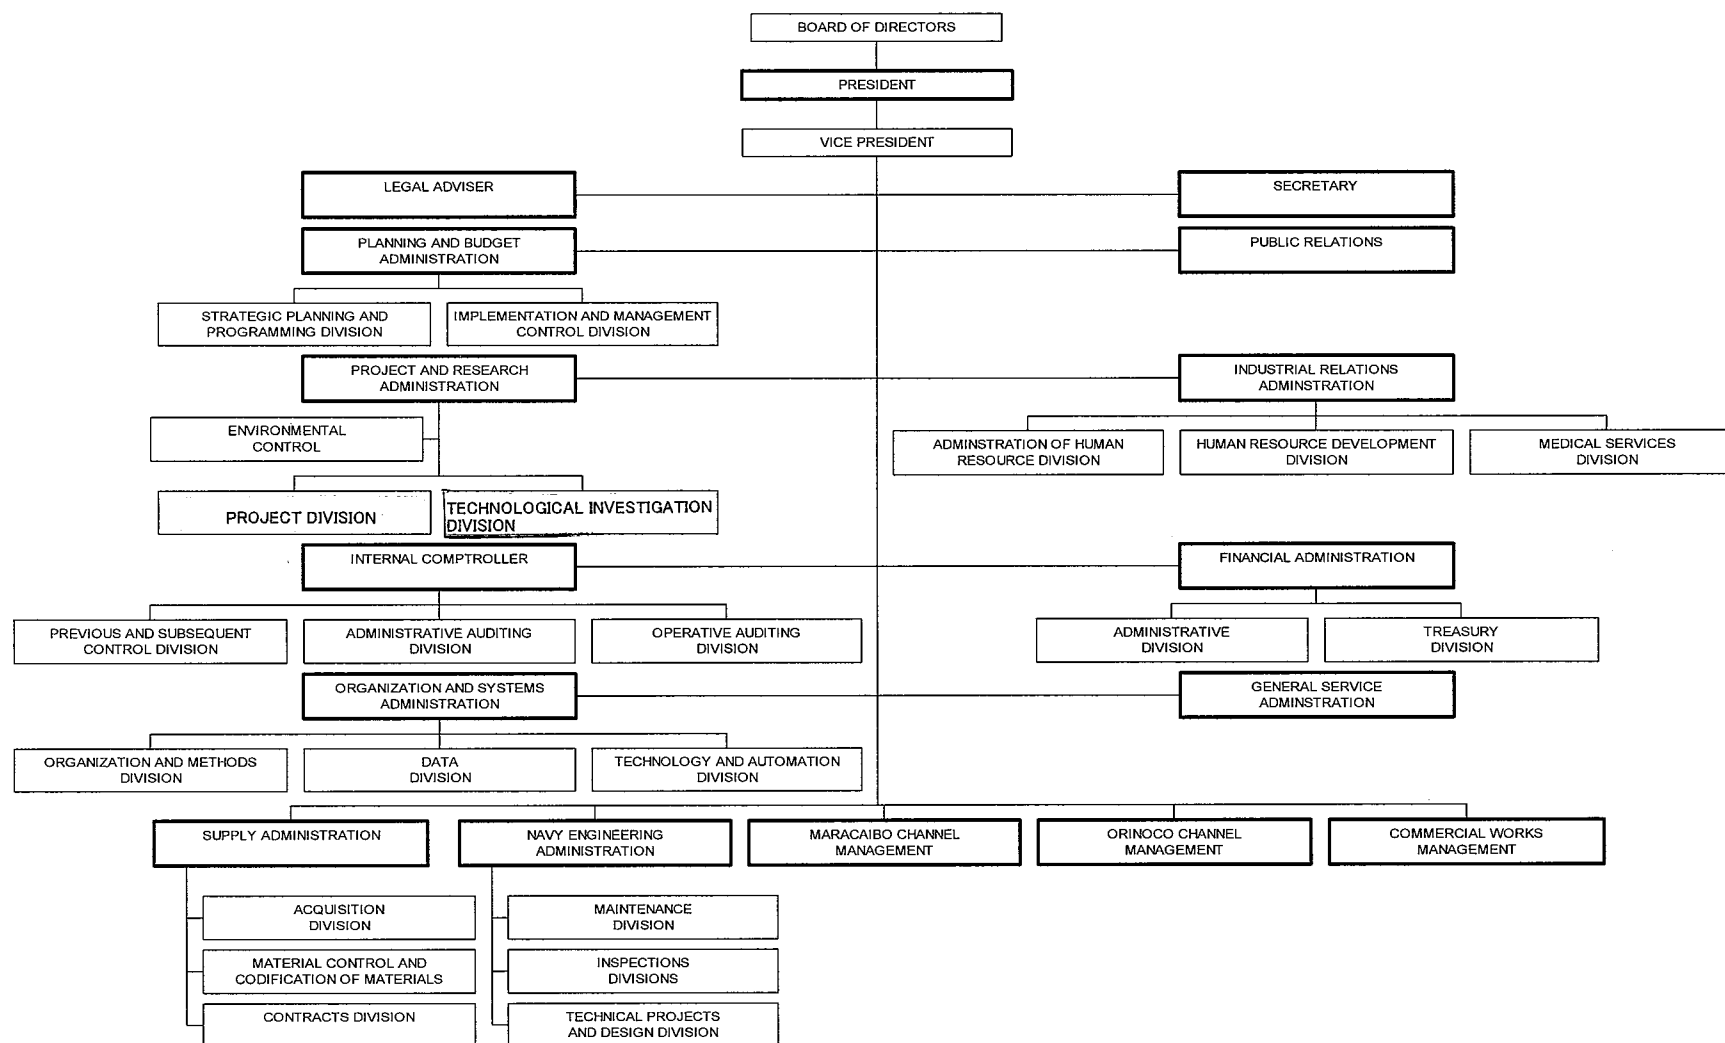 BOARD OF DIRECTORS
PRESIDENT
VICE PRESIDENT
LEGAL ADVISER
SECRETARY
PLANNING AND BUDGET
ADMINISTRATION
PUBLIC RELATIONS
STRATEGIC PLANNING AND
PROGRAMMING DIVISION
IMPLEMENTATION AND MANAGEMENT
CONTROL DIVISION
PROJECT AND RESEARCH
ADMINISTRATION
INDUSTRIAL RELATIONS
ADMINSTRATION
ENVIRONMENTAL
CONTROL
ADMINSTRATION OF HUMAN
RESOURCE DIVISION
HUMAN RESOURCE DEVELOPMENT
DIVISION
MEDICAL SERVICES
DIVISION
PROJECT DIVISION
TECHNOLOGICAL INVESTIGATION
DIVISION
INTERNAL COMPTROLLER
FINANCIAL ADMINISTRATION
PREVIOUS AND SUBSEQUENT
CONTROL DIVISION
ADMINISTRATIVE AUDITING
DIVISION
OPERATIVE AUDITING
DIVISION
ADMINISTRATIVE
DIVISION
TREASURY
DIVISION
ORGANIZATION AND SYSTEMS
ADMINISTRATION
GENERAL SERVICE
ADMINSTRATION
ORGANIZATION AND METHODS
DIVISION
DATA
DIVISION
TECHNOLOGY AND AUTOMATION
DIVISION
SUPPLY ADMINISTRATION
NAVY ENGINEERING
ADMINISTRATION
MARACAIBO CHANNEL
MANAGEMENT
ORINOCO CHANNEL
MANAGEMENT
COMMERCIAL WORKS
MANAGEMENT
ACQUISITION
DIVISION
MAINTENANCE
DIVISION
MATERIAL CONTROL AND
CODIFICATION OF MATERIALS
INSPECTIONS
DIVISIONS
CONTRACTS DIVISION
TECHNICAL PROJECTS
AND DESIGN DIVISION